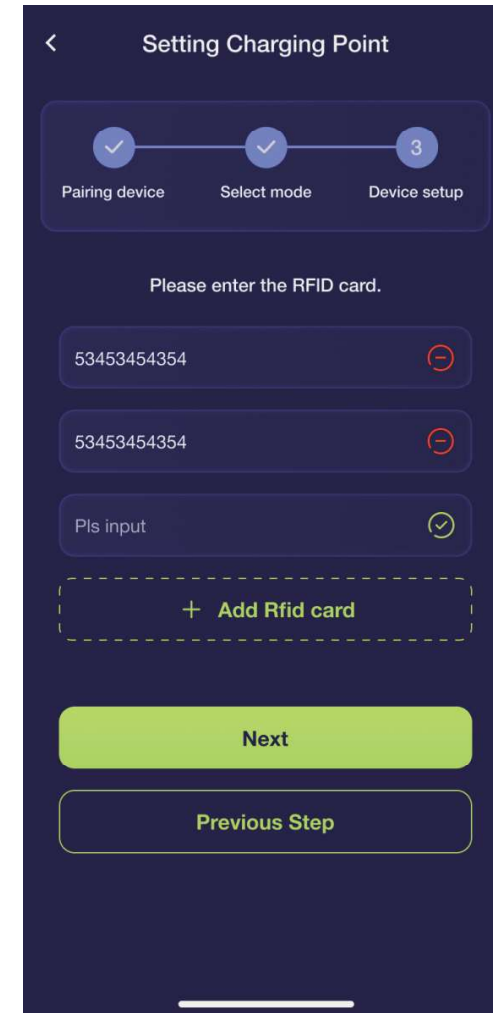 Setting Charging Point
3
Pairing device
Select mode
Device setup
Please enter the RFID card.
53453454354
53453454354
Pls input
+ Add Rfid card
Next
Previous Step